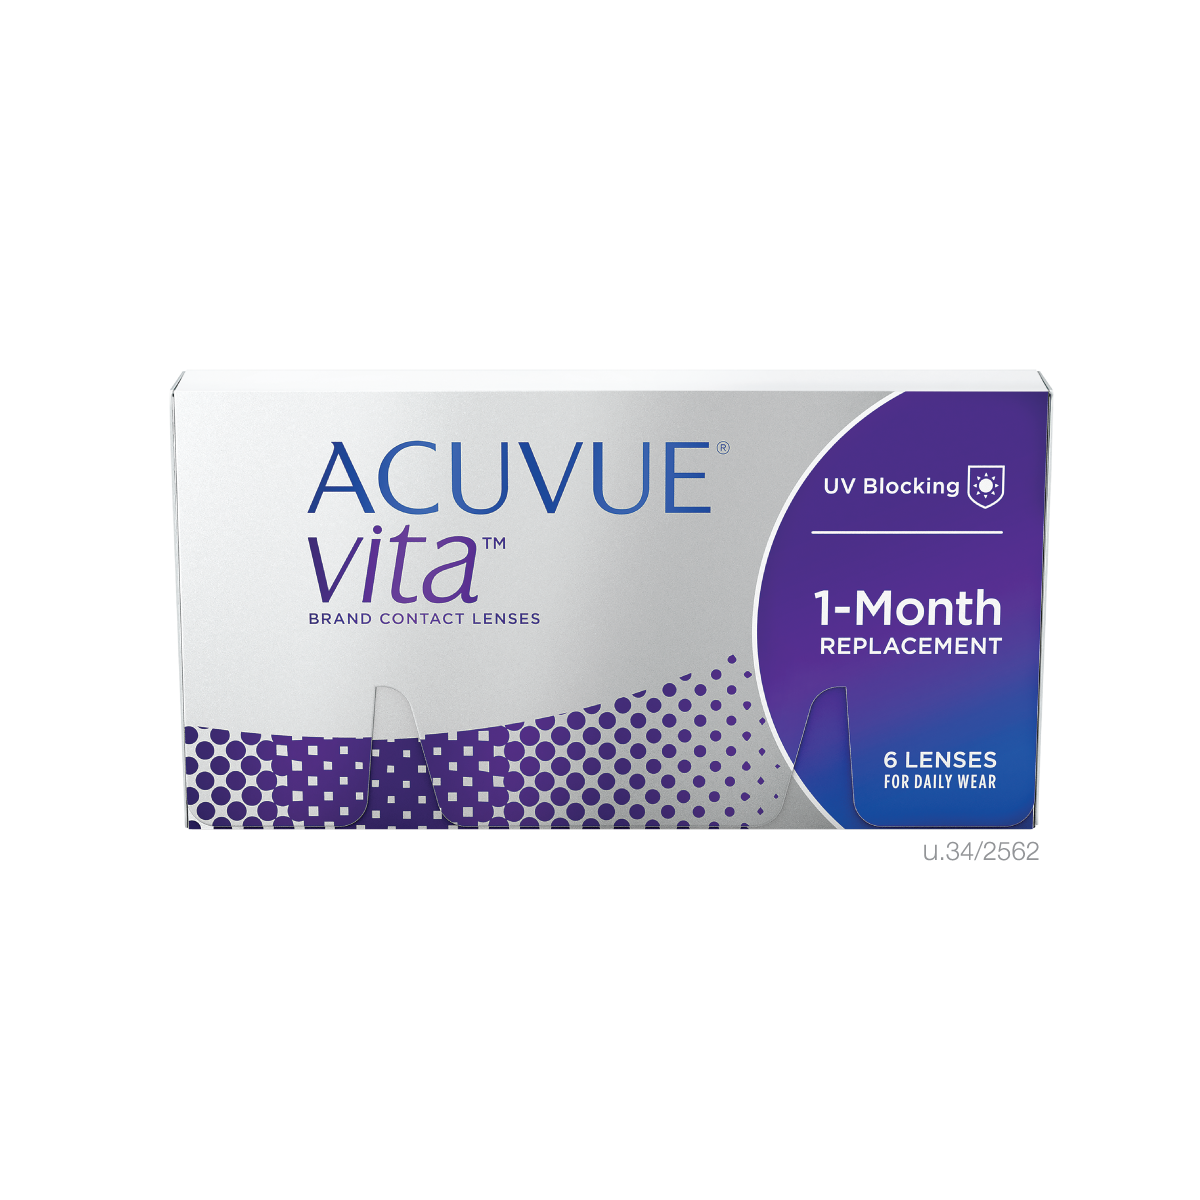 ACUVUE®
vita™
BRAND CONTACT LENSES
UV Blocking
1-Month
REPLACEMENT
6 LENSES
FOR DAILY WEAR
u.34/2562